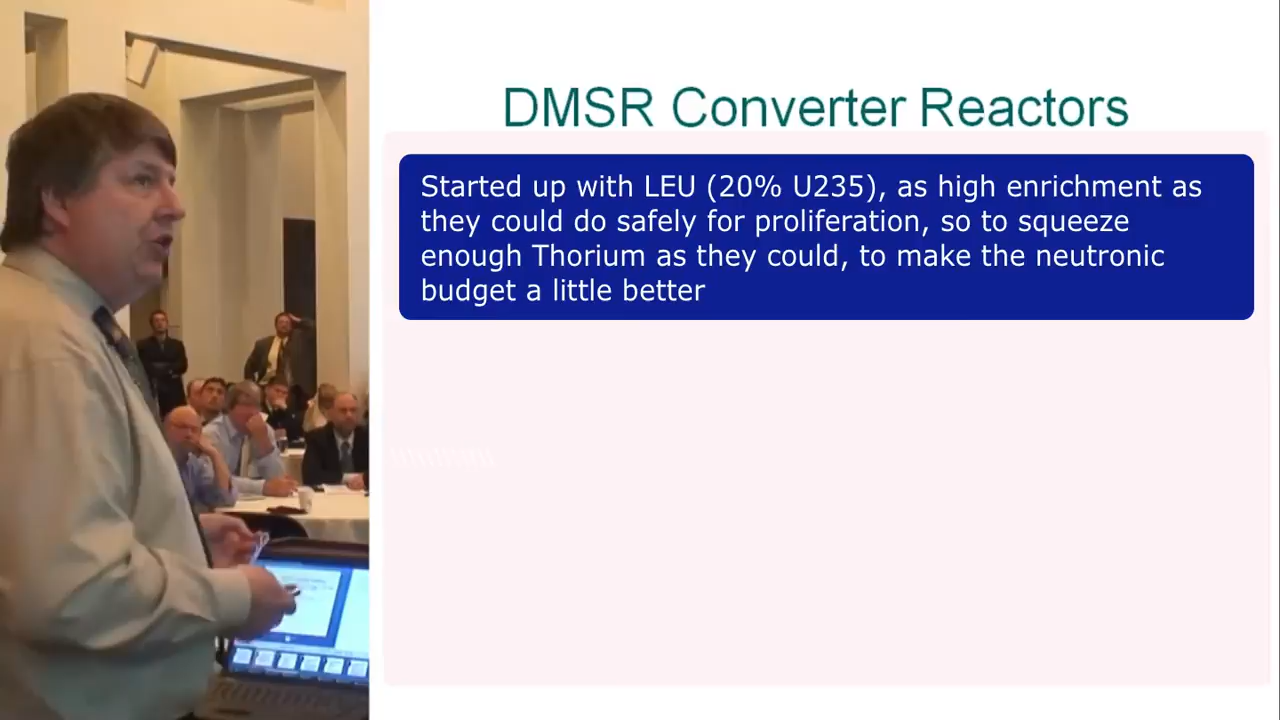 DMSR Converter Reactors
Started up with LEU (20% U235), as high enrichment as
they could do safely for proliferation, so to squeeze
enough Thorium as they could, to make the neutronic
budget a little better